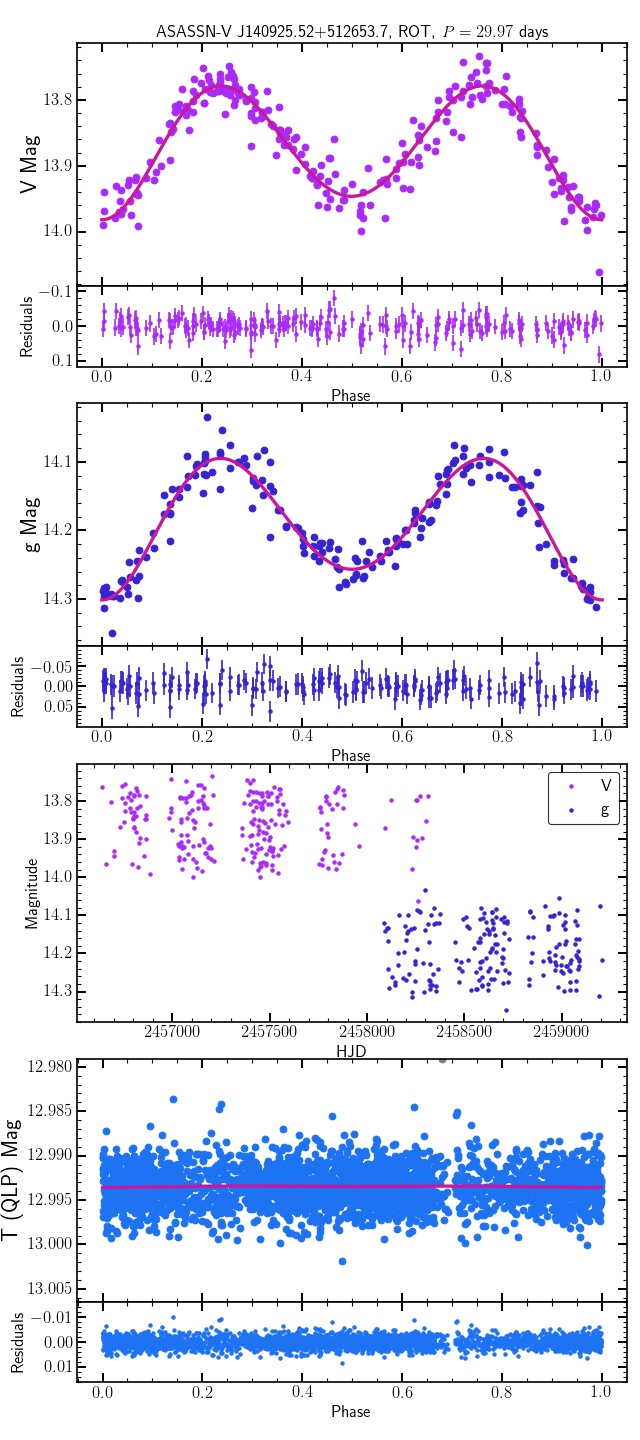 ASASSN-V J140925.52+512653.7, ROT, P = 29.97 days
V Mag
13.8
13.9
14.0
Residuals
−0.1
0.0
0.1
0.0 0.2 0.4 0.6 0.8 1.0
Phase
g Mag
14.1
14.2
14.3
Residuals
−0.05
0.00
0.05
0.0 0.2 0.4 0.6 0.8 1.0
Phase
Magnitude
13.8
13.9
14.0
14.1
14.2
14.3
V
g
2457000 2457500 2458000 2458500 2459000
HJD
T (QLP) Mag
12.980
12.985
12.990
12.995
13.000
13.005
Residuals
−0.01
0.00
0.01
0.0 0.2 0.4 0.6 0.8 1.0
Phase